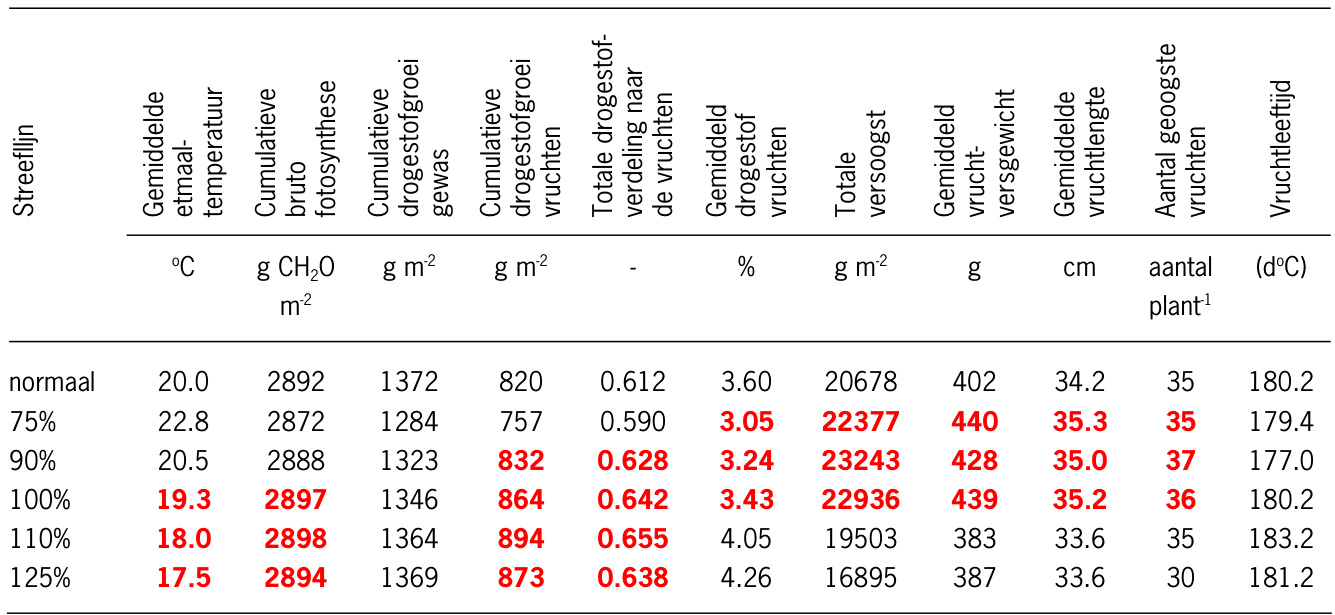 Streefllijn
Gemiddelde
etmaal-
temperatuur
Cumulatieve
bruto
fotosynthese
Cumulatieve
drogestofgroei
gewas
Cumulatieve
drogestofgroei
vruchten
Totale drogestof-
verdeling naar
de vruchten
Gemiddeld
drogestof
vruchten
Totale
versoogst
Gemiddeld
vrucht-
versgewicht
Gemiddelde
vruchtlengte
Aantal geoogste
vruchten
Vruchtleeftijd
ºC g CH₂O g m⁻² g m⁻² - % g m⁻² g cm aantal (dºC)
m⁻² plant⁻¹
normaal 20.0 2892 1372 820 0.612 3.60 20678 402 34.2 35 180.2
75% 22.8 2872 1284 757 0.590 3.05 22377 440 35.3 35 179.4
90% 20.5 2888 1323 832 0.628 3.24 23243 428 35.0 37 177.0
100% 19.3 2897 1346 864 0.642 3.43 22936 439 35.2 36 180.2
110% 18.0 2898 1364 894 0.655 4.05 19503 383 33.6 35 183.2
125% 17.5 2894 1369 873 0.638 4.26 16895 387 33.6 30 181.2